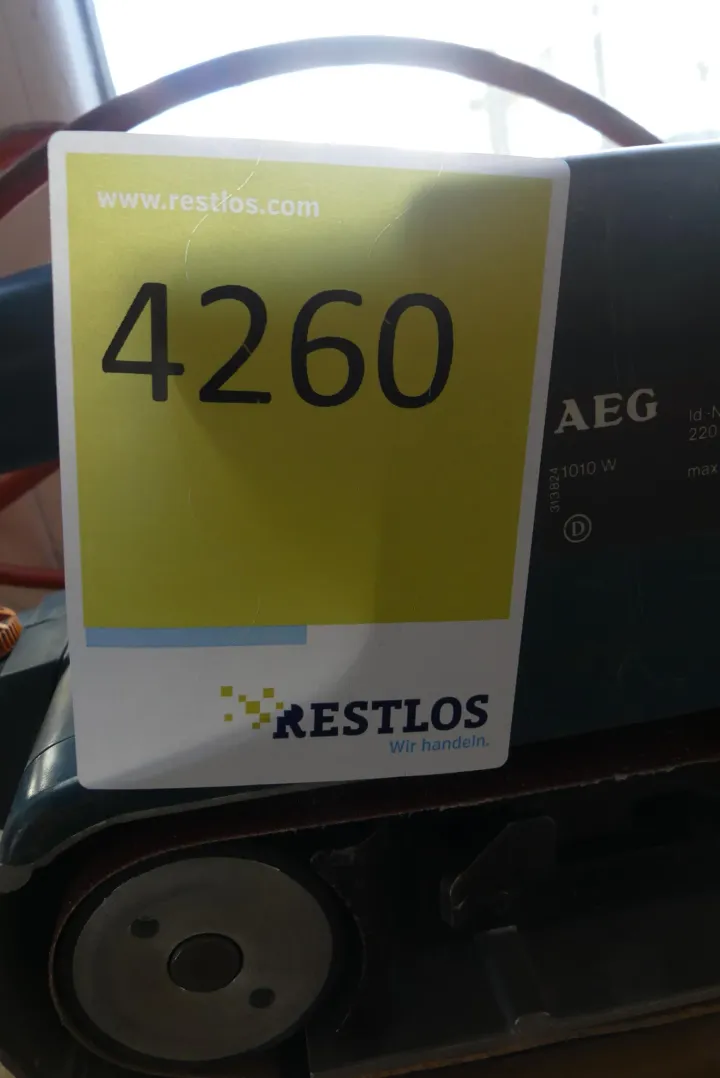 www.restlos.com
4260
RESTLOS
Wir handeln.
AEG
Id.-N
220
313824
1010 W
max
D